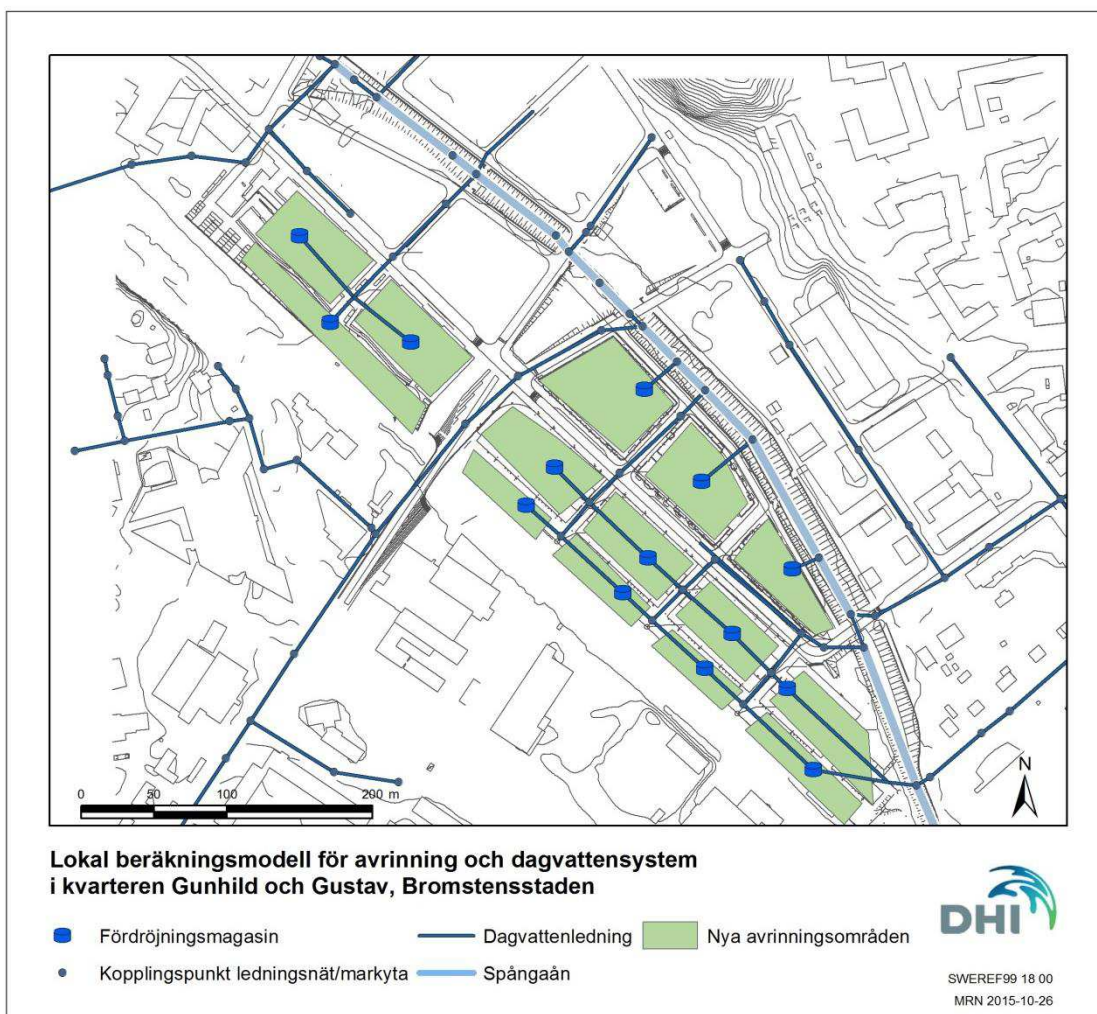 N
0 50 100 200 m
Lokal beräkningsmodell för avrinning och dagvattensystem
i kvarteren Gunhild och Gustav, Bromstensstaden
Fördröjningsmagasin
Dagvattenledning
Nya avrinningsområden
Kopplingspunkt ledningsnät/markyta
Spångaån
DHI
SWEREF99 18 00
MRN 2015-10-26